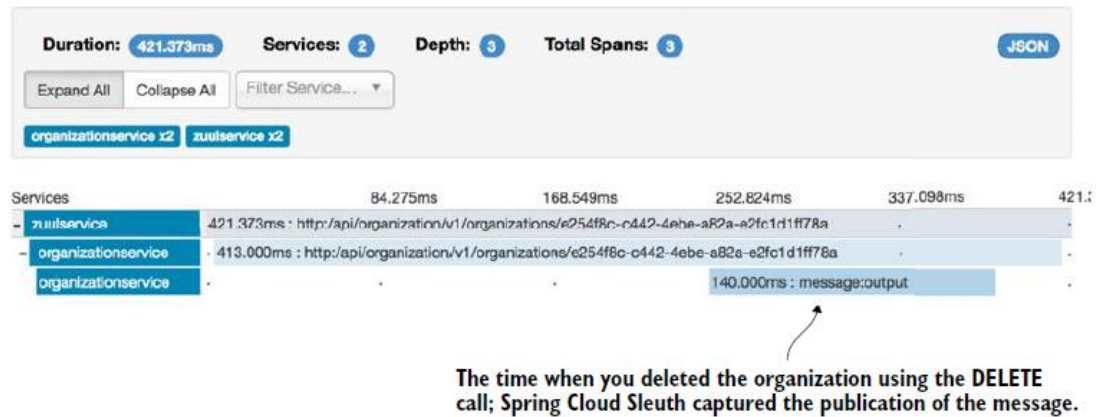 Duration: 421.373ms Services: 2 Depth: 3 Total Spans: 3 JSON
Expand All Collapse All Filter Service... ▼
organizationservice x2 zuulservice x2
Services 84.275ms 168.549ms 252.824ms 337.098ms 421.:
- zuulservice 421.373ms : http:/api/organization/v1/organizations/e254f8c-c442-4ebe-a82a-e2fc1d1ff78a
- organizationservice 413.000ms : http:/api/organization/v1/organizations/e254f8c-c442-4ebe-a82a-e2fc1d1ff78a
organizationservice 140.000ms : message:output
The time when you deleted the organization using the DELETE
call; Spring Cloud Sleuth captured the publication of the message.